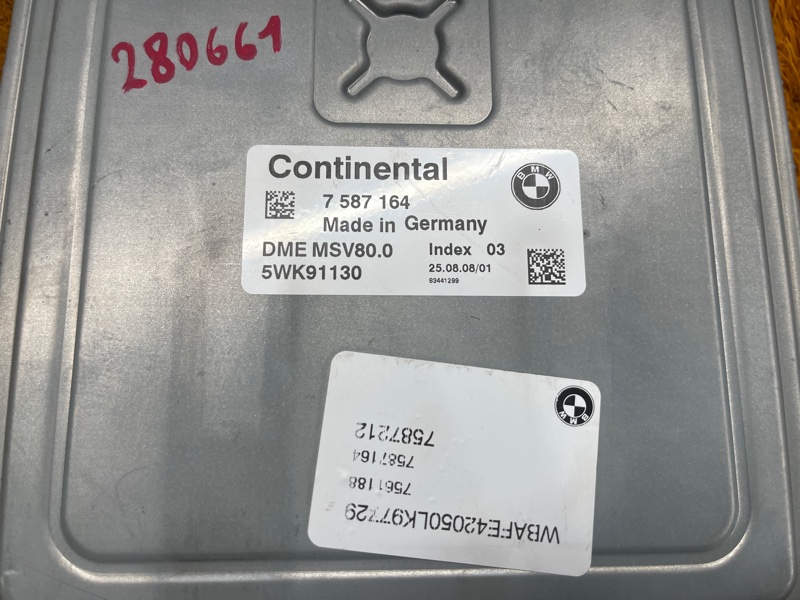 280661
Continental
BMW
7 587 164
Made in Germany
DME MSV80.0 Index 03
5WK91130 25.08.08/01
83441299
BMW
WBAFE42050LK97729
7561188
7587164
7587212